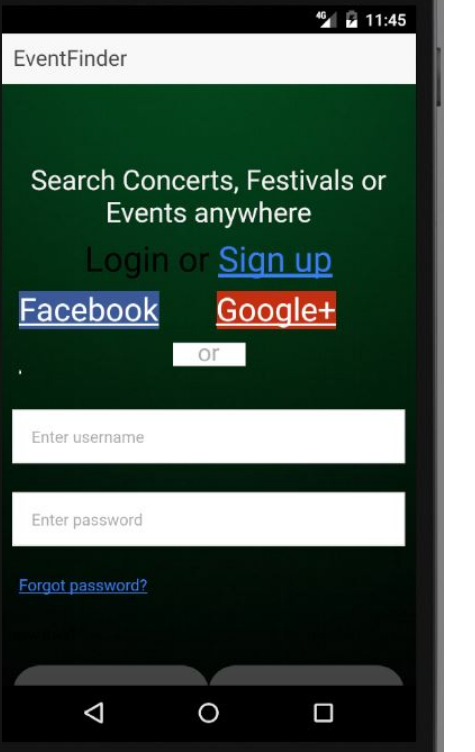 4G 11:45
EventFinder
Search Concerts, Festivals or
Events anywhere
Login or Sign up
Facebook Google+
or
Enter username
Enter password
Forgot password?